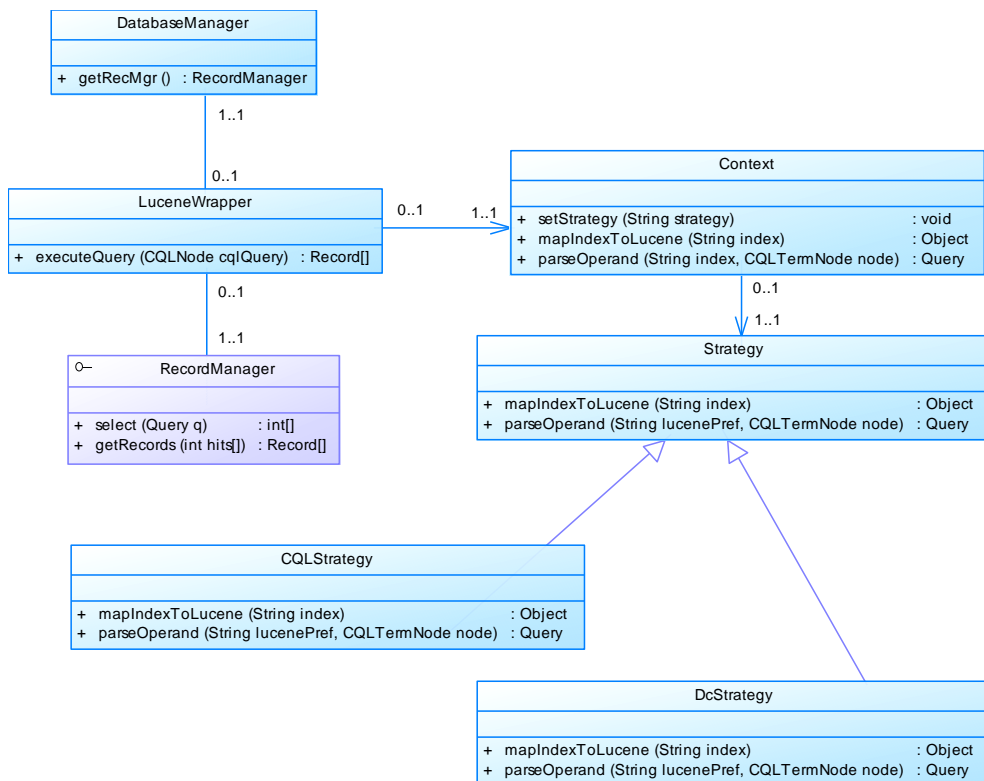 DatabaseManager
+ getRecMgr () : RecordManager
1..1
0..1
LuceneWrapper
+ executeQuery (CQLNode cqlQuery) : Record[]
0..1
1..1
Context
+ setStrategy (String strategy) : void
+ mapIndexToLucene (String index) : Object
+ parseOperand (String index, CQLTermNode node) : Query
0..1
1..1
0..1
1..1
RecordManager
+ select (Query q) : int[]
+ getRecords (int hits[]) : Record[]
Strategy
+ mapIndexToLucene (String index) : Object
+ parseOperand (String lucenePref, CQLTermNode node) : Query
CQLStrategy
+ mapIndexToLucene (String index) : Object
+ parseOperand (String lucenePref, CQLTermNode node) : Query
DcStrategy
+ mapIndexToLucene (String index) : Object
+ parseOperand (String lucenePref, CQLTermNode node) : Query